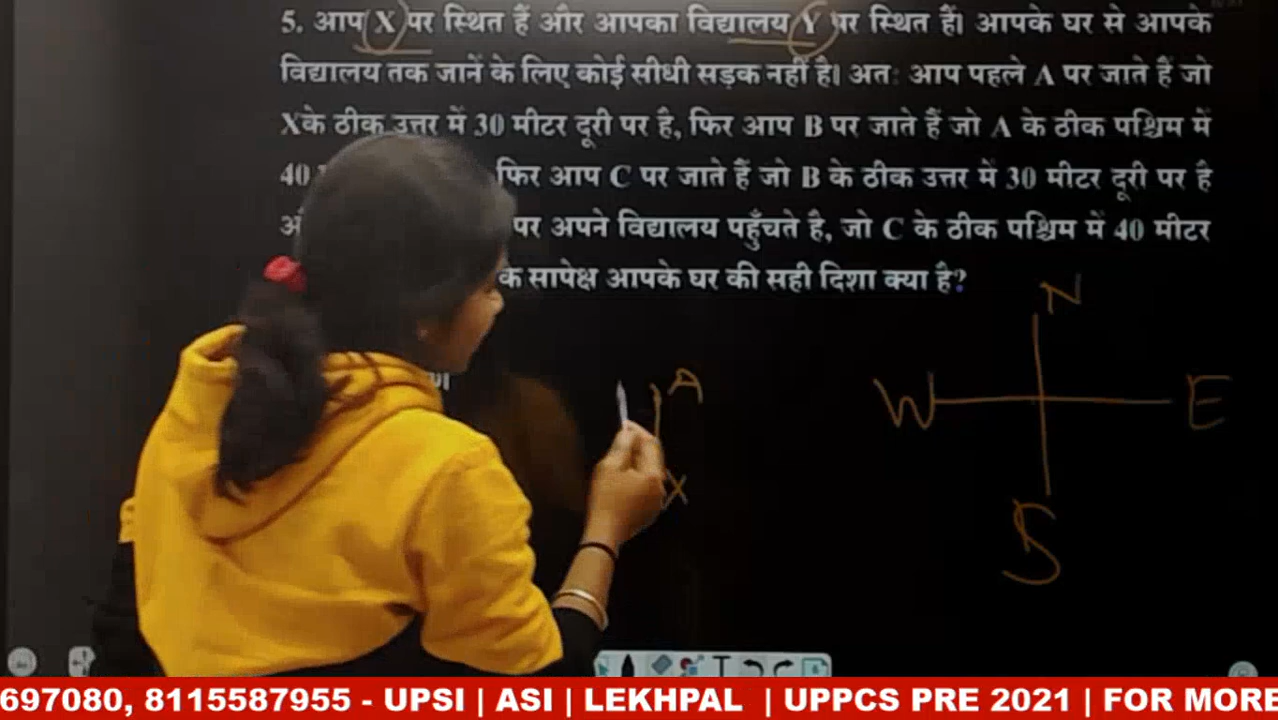 5. आप X पर स्थित हैं और आपका विद्यालय Y पर स्थित हैं। आपके घर से आपके
विद्यालय तक जानें के लिए कोई सीधी सड़क नहीं है। अतः आप पहले A पर जाते हैं जो
X के ठीक उत्तर में 30 मीटर दूरी पर है, फिर आप B पर जाते हैं जो A के ठीक पश्चिम में
40 फिर आप C पर जाते हैं जो B के ठीक उत्तर में 30 मीटर दूरी पर है
पर अपने विद्यालय पहुँचते है, जो C के ठीक पश्चिम में 40 मीटर
के सापेक्ष आपके घर की सही दिशा क्या है?
N
A
W E
X
S
697080, 8115587955 - UPSI | ASI | LEKHPAL | UPPCS PRE 2021 | FOR MORE